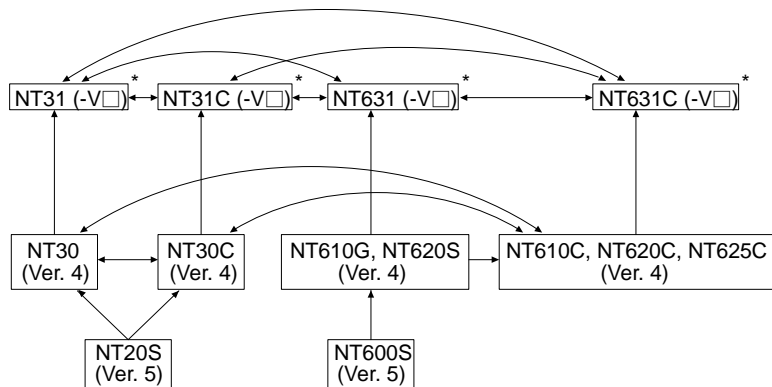 * * * *
NT31 (-V□) NT31C (-V□) NT631 (-V□) NT631C (-V□)
NT30 NT30C NT610G, NT620S NT610C, NT620C, NT625C
(Ver. 4) (Ver. 4) (Ver. 4) (Ver. 4)
NT20S NT600S
(Ver. 5) (Ver. 5)